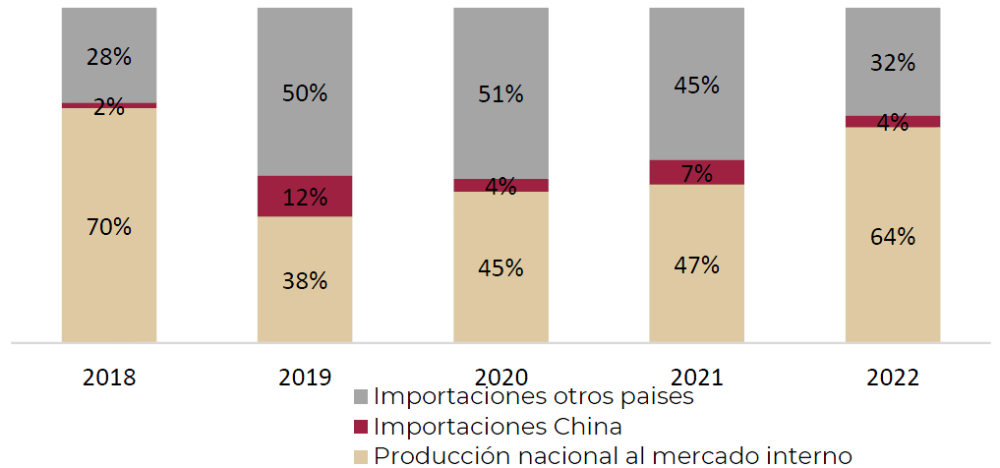 28% 50% 51% 45% 32%
2% 12% 4% 7% 4%
70% 38% 45% 47% 64%
2018 2019 2020 2021 2022
Importaciones otros paises
Importaciones China
Producción nacional al mercado interno